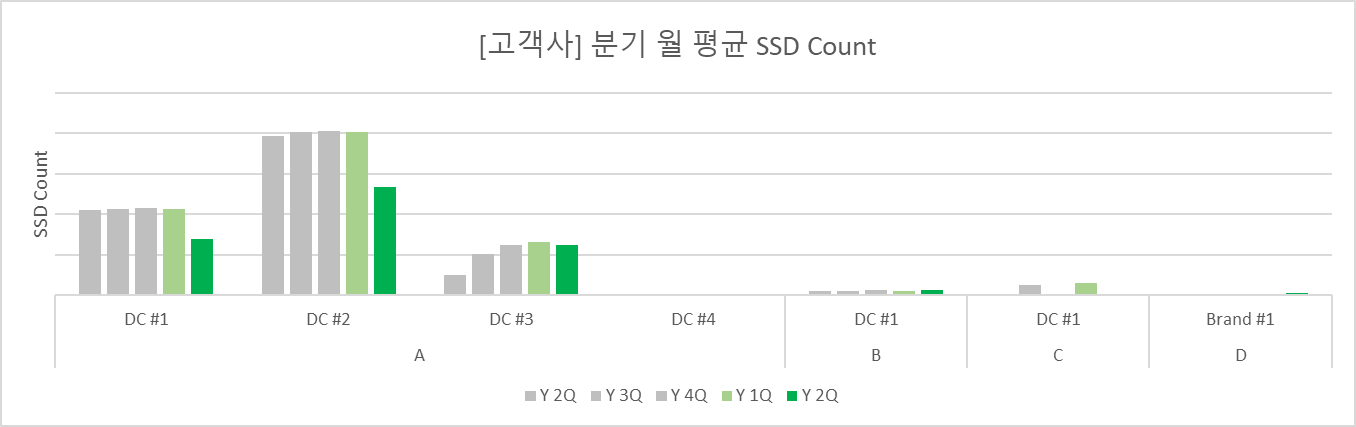 [고객사] 분기 월 평균 SSD Count
SSD Count
DC #1 DC #2 DC #3 DC #4 DC #1 DC #1 Brand #1
A B C D
Y 2Q Y 3Q Y 4Q Y 1Q Y 2Q